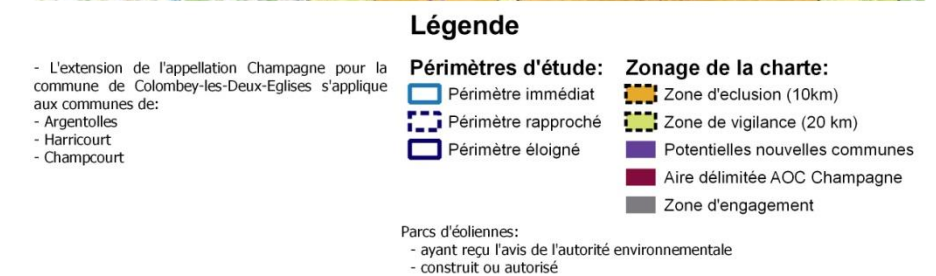 Légende
- L'extension de l'appellation Champagne pour la
commune de Colombey-les-Deux-Eglises s'applique
aux communes de:
- Argentolles
- Harricourt
- Champcourt
Périmètres d'étude:
Périmètre immédiat
Périmètre rapproché
Périmètre éloigné
Zonage de la charte:
Zone d'eclusion (10km)
Zone de vigilance (20 km)
Potentielles nouvelles communes
Aire délimitée AOC Champagne
Zone d'engagement
Parcs d'éoliennes:
- ayant reçu l'avis de l'autorité environnementale
- construit ou autorisé